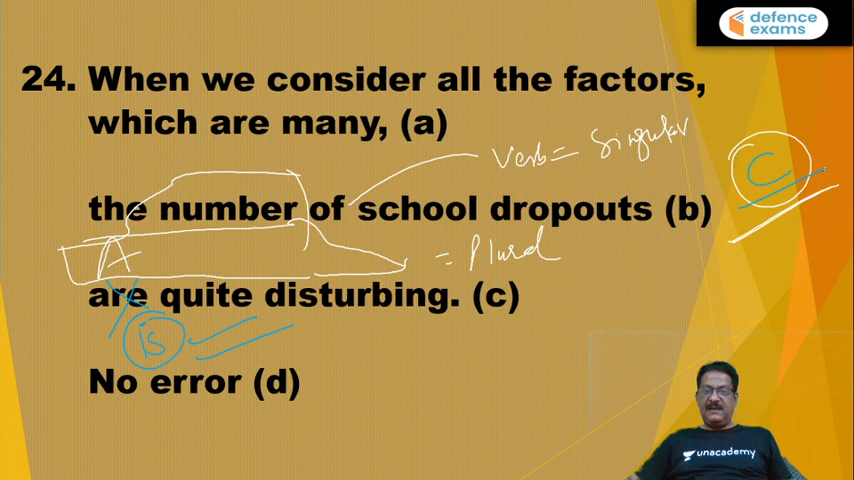 defence
exams
24. When we consider all the factors,
which are many, (a)
Verb = Singular
C
the number of school dropouts (b)
A
= Plural
are quite disturbing. (c)
is
No error (d)
unacademy